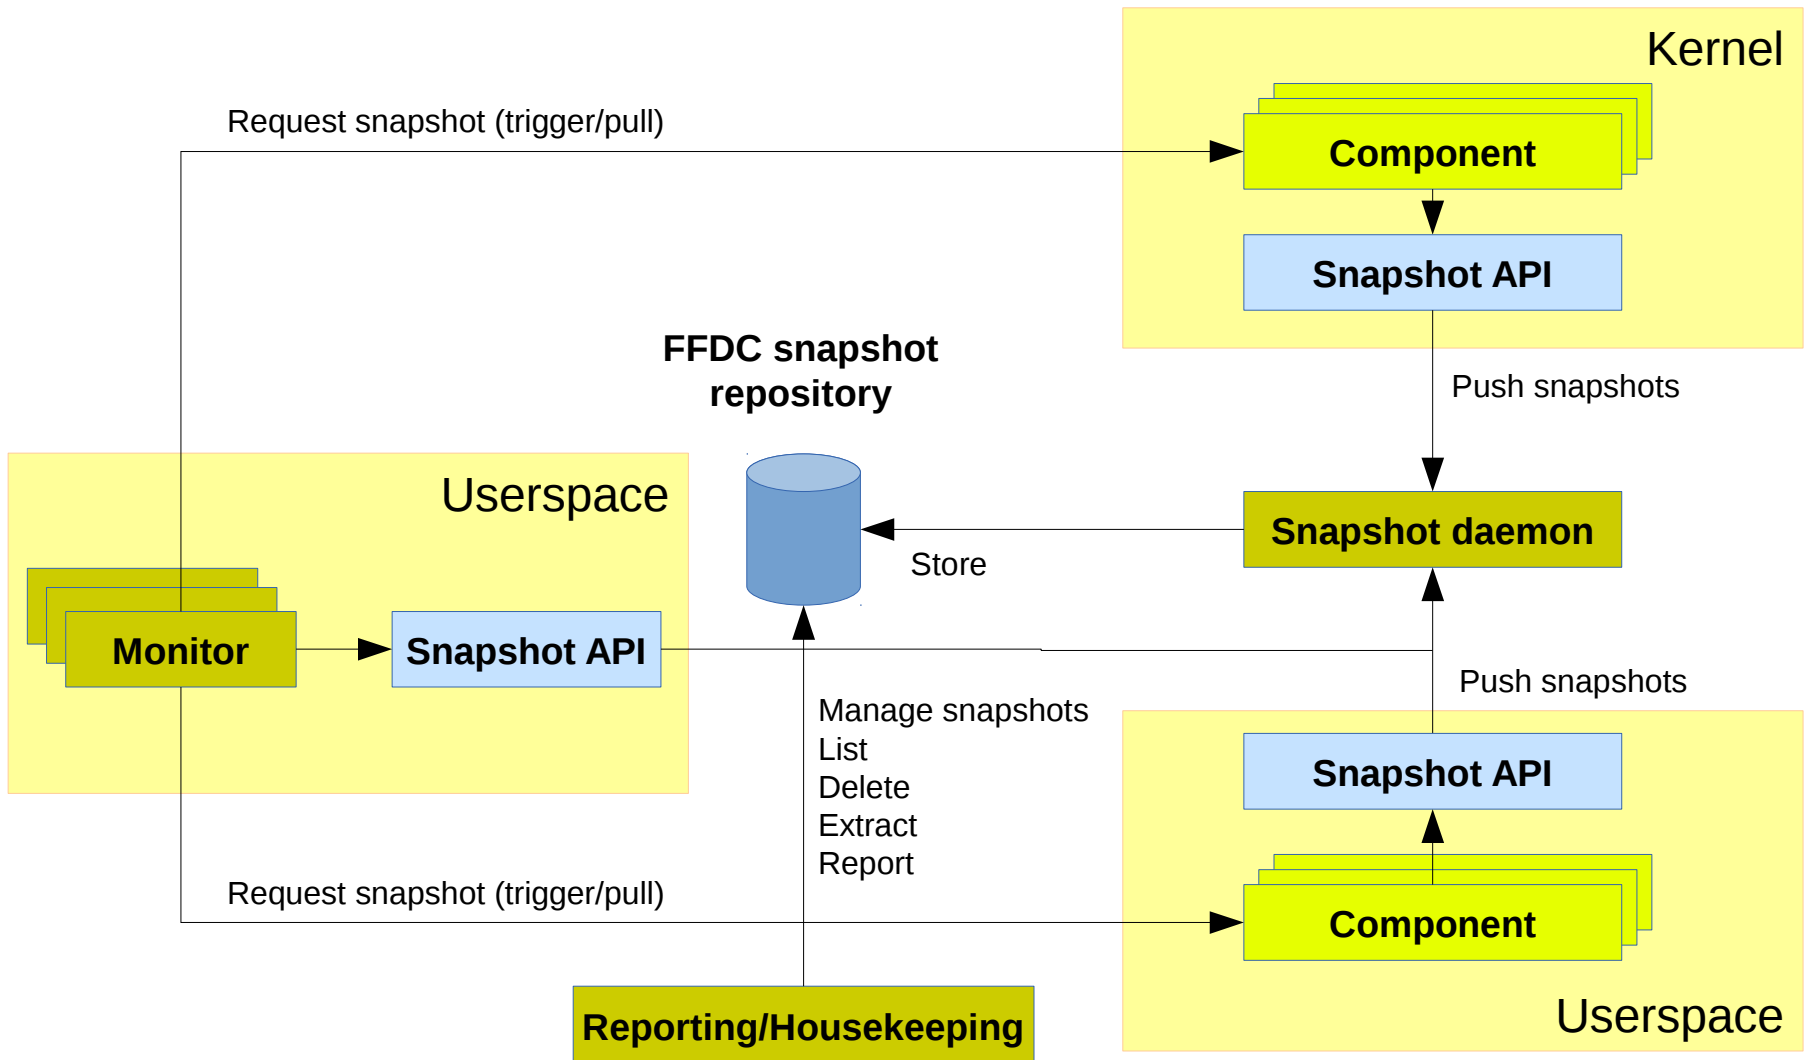 Kernel
Request snapshot (trigger/pull)
Component
Snapshot API
FFDC snapshot
repository
Push snapshots
Userspace
Snapshot daemon
Store
Monitor
Snapshot API
Push snapshots
Manage snapshots
List
Delete
Extract
Report
Snapshot API
Request snapshot (trigger/pull)
Component
Userspace
Reporting/Housekeeping